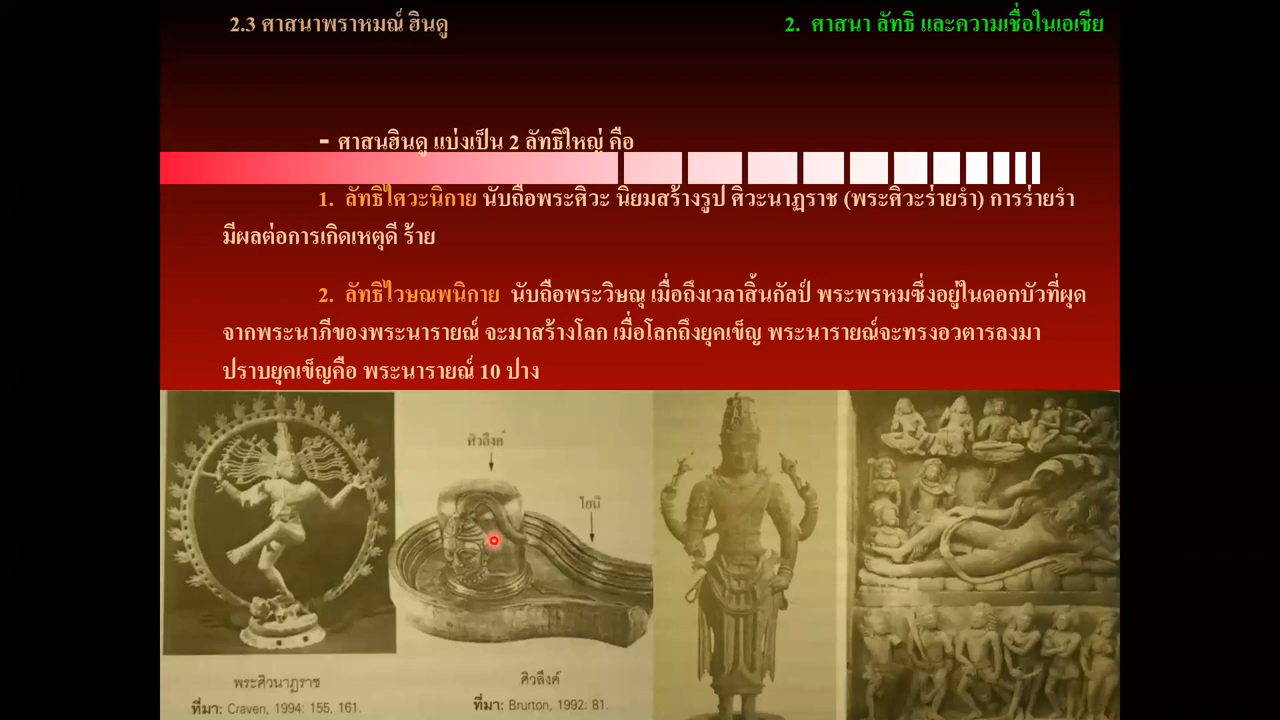 2.3 ศาสนาพราหมณ์ ฮินดู
2. ศาสนา ลัทธิ และความเชื่อในเอเชีย
- ศาสนฮินดู แบ่งเป็น 2 ลัทธิใหญ่ คือ
1. ลัทธิไศวะนิกาย นับถือพระศิวะ นิยมสร้างรูป ศิวะนาฏราช (พระศิวะร่ายรำ) การร่ายรำ
มีผลต่อการเกิดเหตุดี ร้าย
2. ลัทธิไวษณพนิกาย นับถือพระวิษณุ เมื่อถึงเวลาสิ้นกัลป์ พระพรหมซึ่งอยู่ในดอกบัวที่ผุด
จากพระนาภีของพระนารายณ์ จะมาสร้างโลก เมื่อโลกถึงยุคเข็ญ พระนารายณ์จะทรงอวตารลงมา
ปราบยุคเข็ญคือ พระนารายณ์ 10 ปาง
ศิวลึงค์
โยนี
พระศิวนาฏราช
ที่มา: Craven, 1994: 155, 161.
ศิวลึงค์
ที่มา: Brurton, 1992: 81.